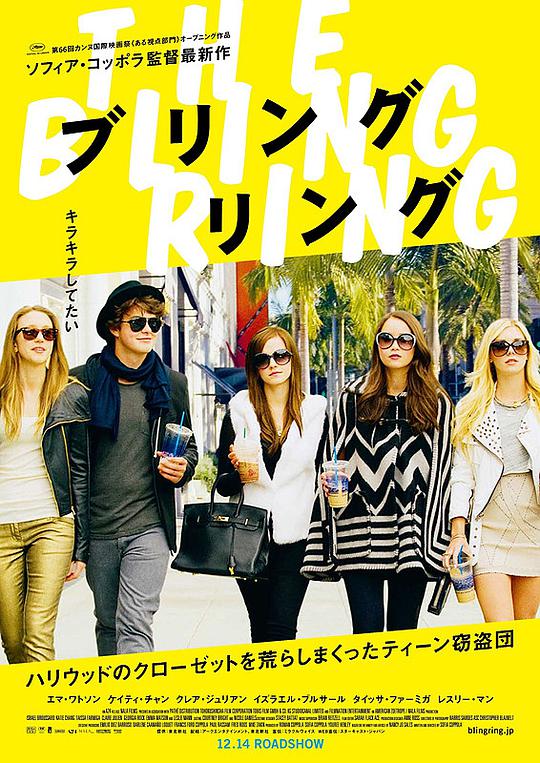 THE
BLING
RING
第66回カンヌ国際映画祭《ある視点部門》オープニング作品
ソフィア・コッポラ監督最新作
ブリング
リング
キラキラしてたい
ハリウッドのクローゼットを荒らしまくったティーン窃盗団
エマ・ワトソン ケイティ・チャン クレア・ジュリアン イズラエル・ブルサール タイッサ・ファーミガ レスリー・マン
blingring.jp
12.14 ROADSHOW